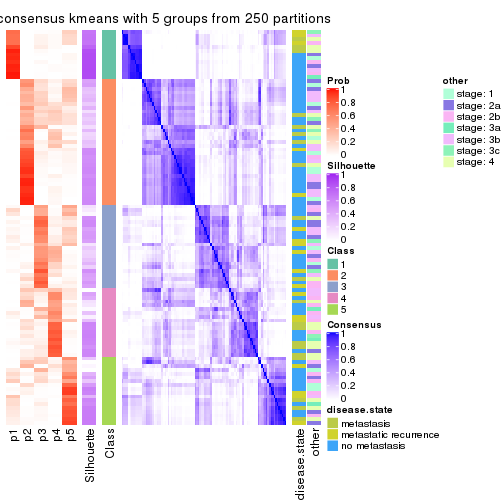 consensus kmeans with 5 groups from 250 partitions
p1
p2
p3
p4
p5
Silhouette
Class
disease.state
other
Prob
1
0.8
0.6
0.4
0.2
0
Silhouette
1
0.8
0.6
0.4
0.2
0
Class
1
2
3
4
5
Consensus
1
0.8
0.6
0.4
0.2
0
disease.state
metastasis
metastatic recurrence
no metastasis
other
stage: 1
stage: 2a
stage: 2b
stage: 3a
stage: 3b
stage: 3c
stage: 4